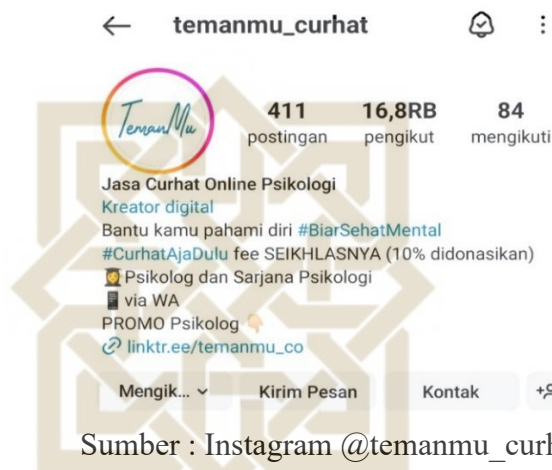 temanmu_curhat
TemanMu
411 16,8RB 84
postingan pengikut mengikuti
Jasa Curhat Online Psikologi
Kreator digital
Bantu kamu pahami diri #BiarSehatMental
#CurhatAjaDulu fee SEIKHLASNYA (10% didonasikan)
Psikolog dan Sarjana Psikologi
via WA
PROMO Psikolog
linktr.ee/temanmu_co
Mengik... Kirim Pesan Kontak
Sumber : Instagram @temanmu_curh